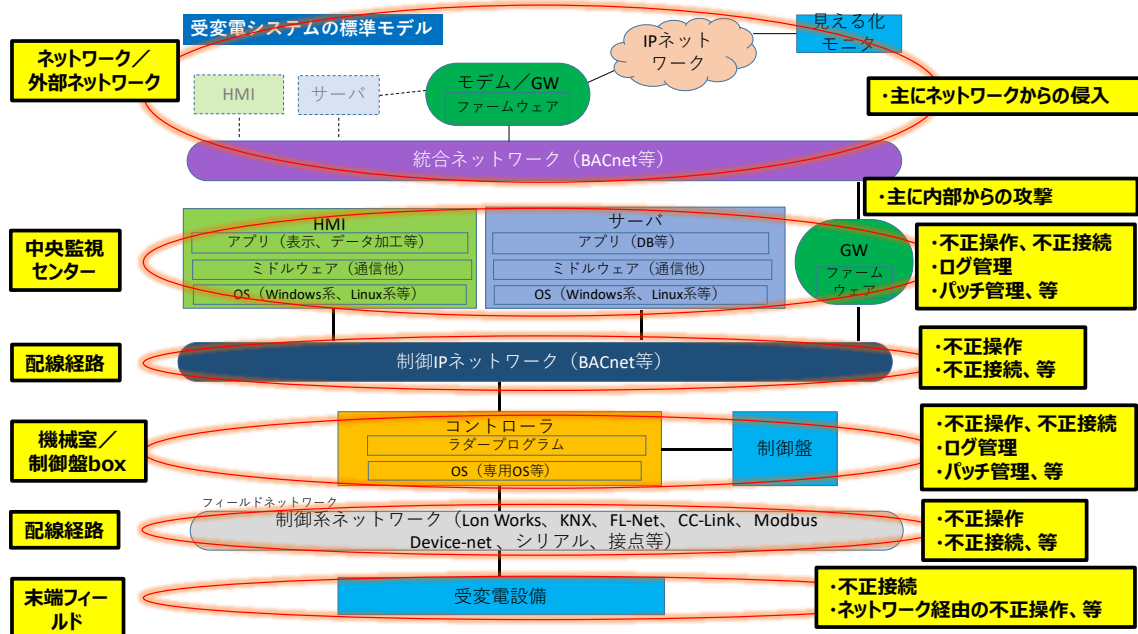 受変電システムの標準モデル
ネットワーク／
外部ネットワーク
HMI
サーバ
モデム／GW
ファームウェア
IPネット
ワーク
見える化
モニタ
・主にネットワークからの侵入
統合ネットワーク（BACnet等）
・主に内部からの攻撃
中央監視
センター
HMI
アプリ（表示、データ加工等）
ミドルウェア（通信他）
OS（Windows系、Linux系等）
サーバ
アプリ（DB等）
ミドルウェア（通信他）
OS（Windows系、Linux系等）
GW
ファーム
ウェア
・不正操作、不正接続
・ログ管理
・パッチ管理、等
配線経路
制御IPネットワーク（BACnet等）
・不正操作
・不正接続、等
機械室／
制御盤box
コントローラ
ラダープログラム
OS（専用OS等）
制御盤
・不正操作、不正接続
・ログ管理
・パッチ管理、等
配線経路
フィールドネットワーク
制御系ネットワーク（Lon Works、KNX、FL-Net、CC-Link、Modbus
Device-net 、シリアル、接点等）
・不正操作
・不正接続、等
末端フィー
ルド
受変電設備
・不正接続
・ネットワーク経由の不正操作、等